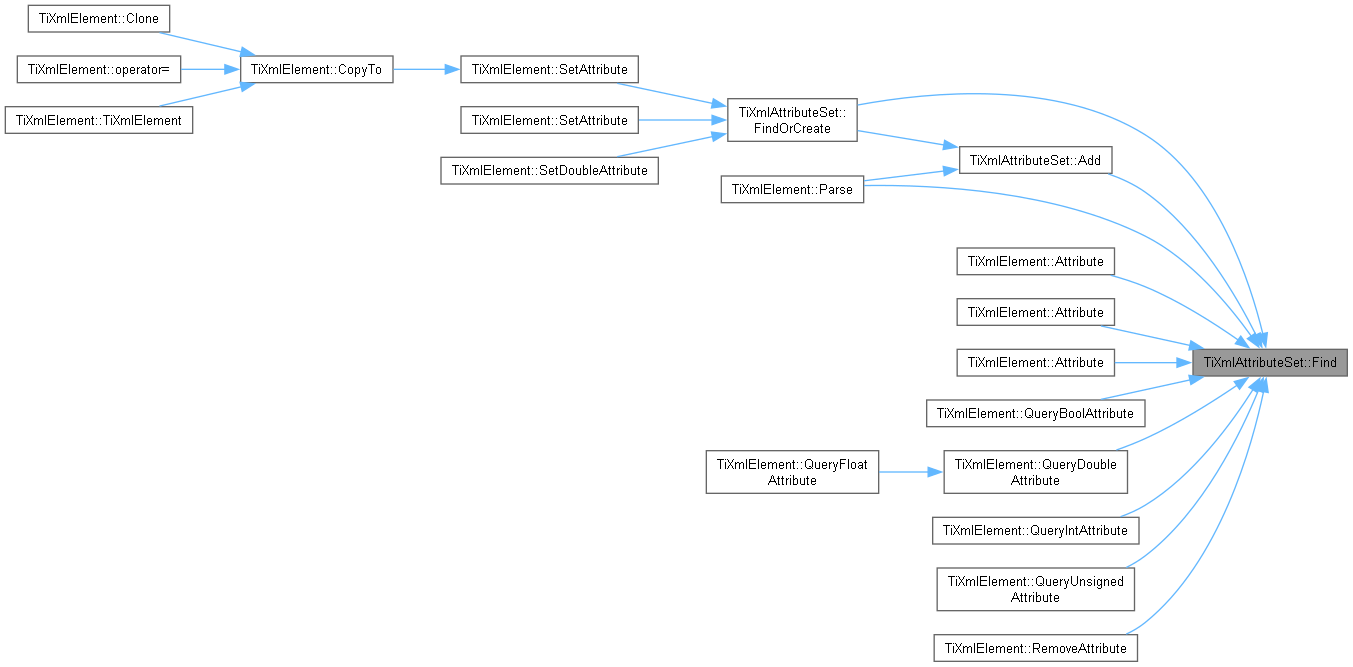 TiXmlElement::Clone
TiXmlElement::operator=
TiXmlElement::CopyTo
TiXmlElement::SetAttribute
TiXmlElement::TiXmlElement
TiXmlElement::SetAttribute
TiXmlAttributeSet::
FindOrCreate
TiXmlElement::SetDoubleAttribute
TiXmlAttributeSet::Add
TiXmlElement::Parse
TiXmlElement::Attribute
TiXmlElement::Attribute
TiXmlElement::Attribute
TiXmlAttributeSet::Find
TiXmlElement::QueryBoolAttribute
TiXmlElement::QueryFloat
Attribute
TiXmlElement::QueryDouble
Attribute
TiXmlElement::QueryIntAttribute
TiXmlElement::QueryUnsigned
Attribute
TiXmlElement::RemoveAttribute